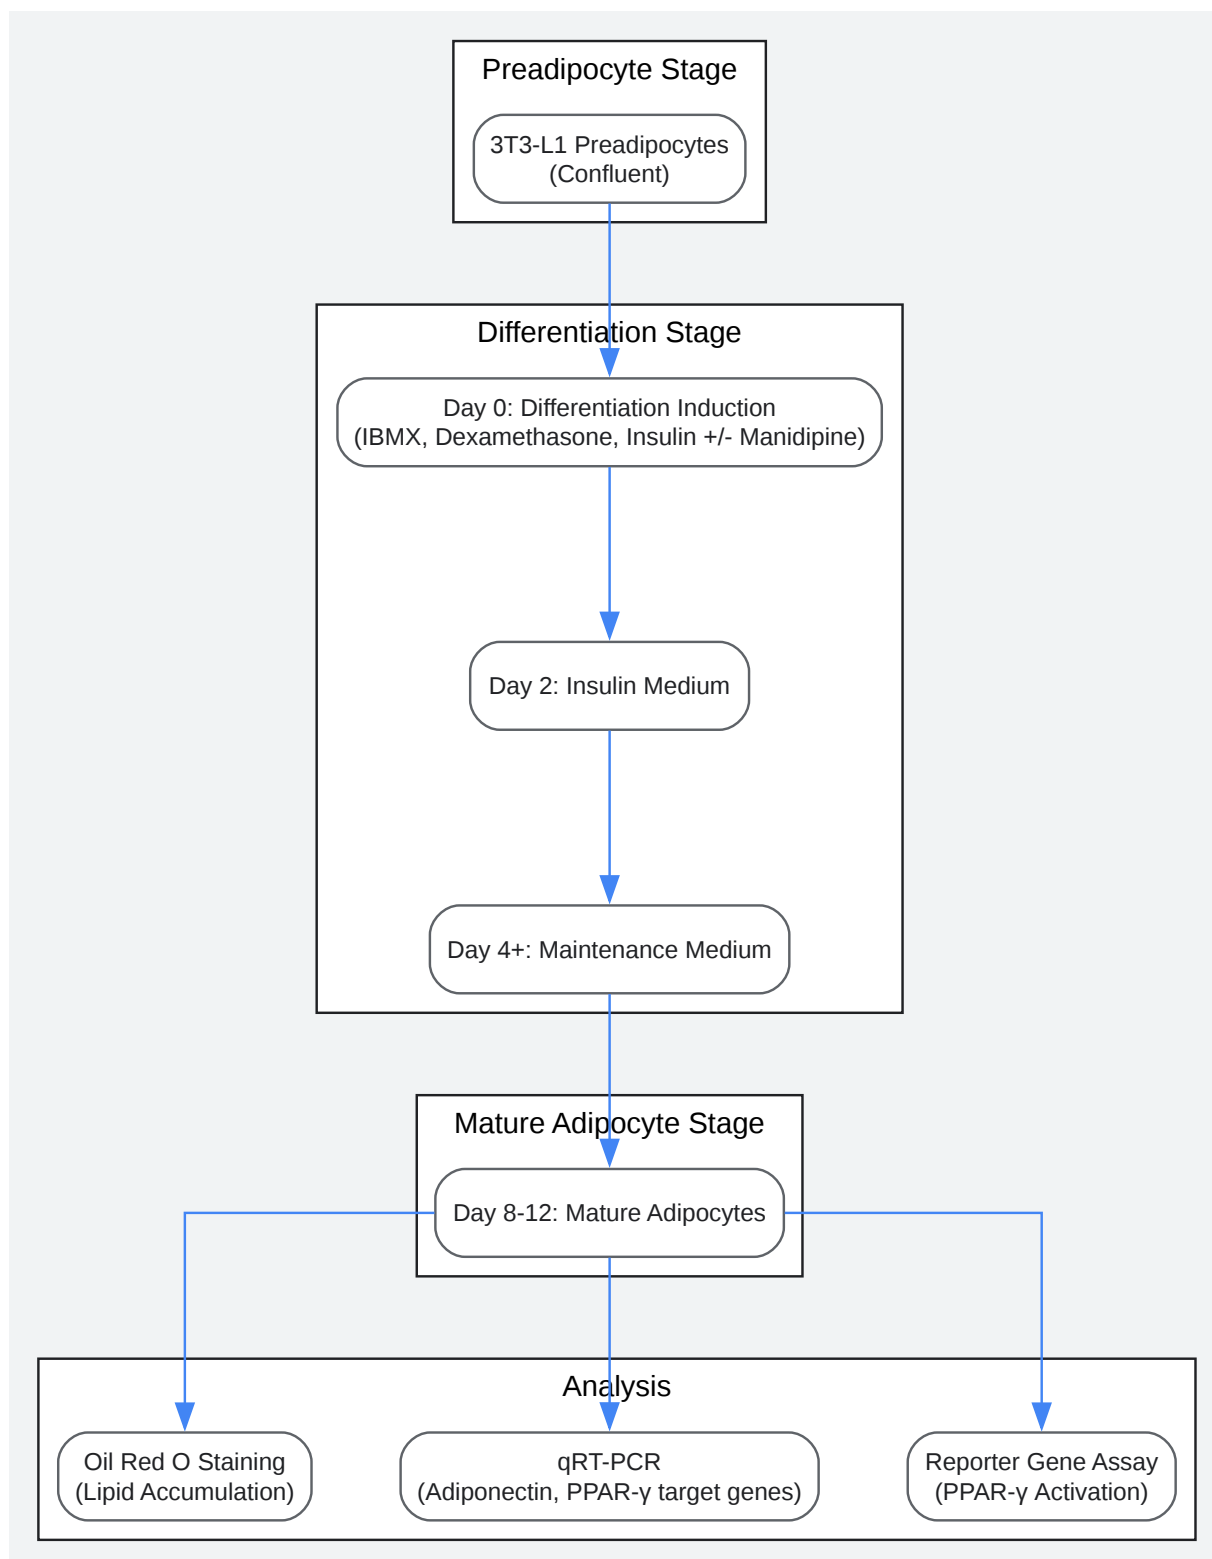 Preadipocyte Stage
3T3-L1 Preadipocytes
(Confluent)
Differentiation Stage
Day 0: Differentiation Induction
(IBMX, Dexamethasone, Insulin +/- Manidipine)
Day 2: Insulin Medium
Day 4+: Maintenance Medium
Mature Adipocyte Stage
Day 8-12: Mature Adipocytes
Analysis
Oil Red O Staining
(Lipid Accumulation)
qRT-PCR
(Adiponectin, PPAR-γ target genes)
Reporter Gene Assay
(PPAR-γ Activation)